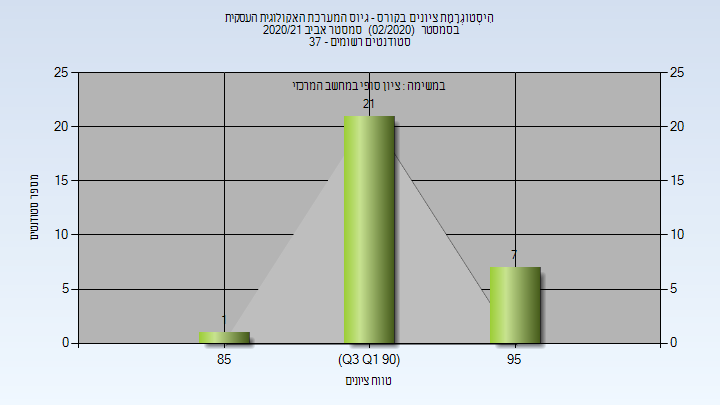 הִיסְטוֹגְרָמַת ציונים בקורס - גיוס המערכת האקולוגית העסקית
בסמסטר (02/2020) סמסטר אביב 2020/21
סטודנטים רשומים - 37
במשימה : ציון סופי במחשב המרכזי
25
20
15
10
5
0
25
20
15
10
5
0
מספר סטודנטים
1
21
7
85
(Q3 Q1 90)
95
טווח ציונים